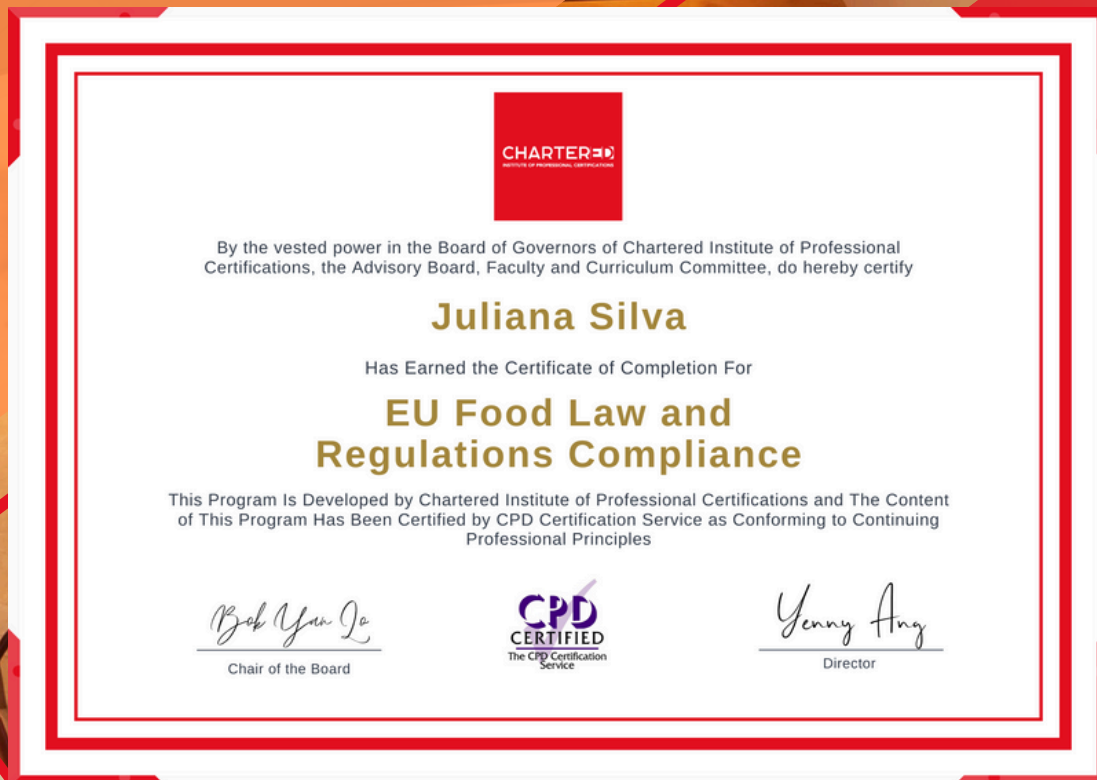 CHARTERED
INSTITUTE OF PROFESSIONAL CERTIFICATIONS
By the vested power in the Board of Governors of Chartered Institute of Professional
Certifications, the Advisory Board, Faculty and Curriculum Committee, do hereby certify
Juliana Silva
Has Earned the Certificate of Completion For
EU Food Law and
Regulations Compliance
This Program Is Developed by Chartered Institute of Professional Certifications and The Content
of This Program Has Been Certified by CPD Certification Service as Conforming to Continuing
Professional Principles
Bok Yan Lo
Chair of the Board
CPD
CERTIFIED
The CPD Certification
Service
Yenny Ang
Director